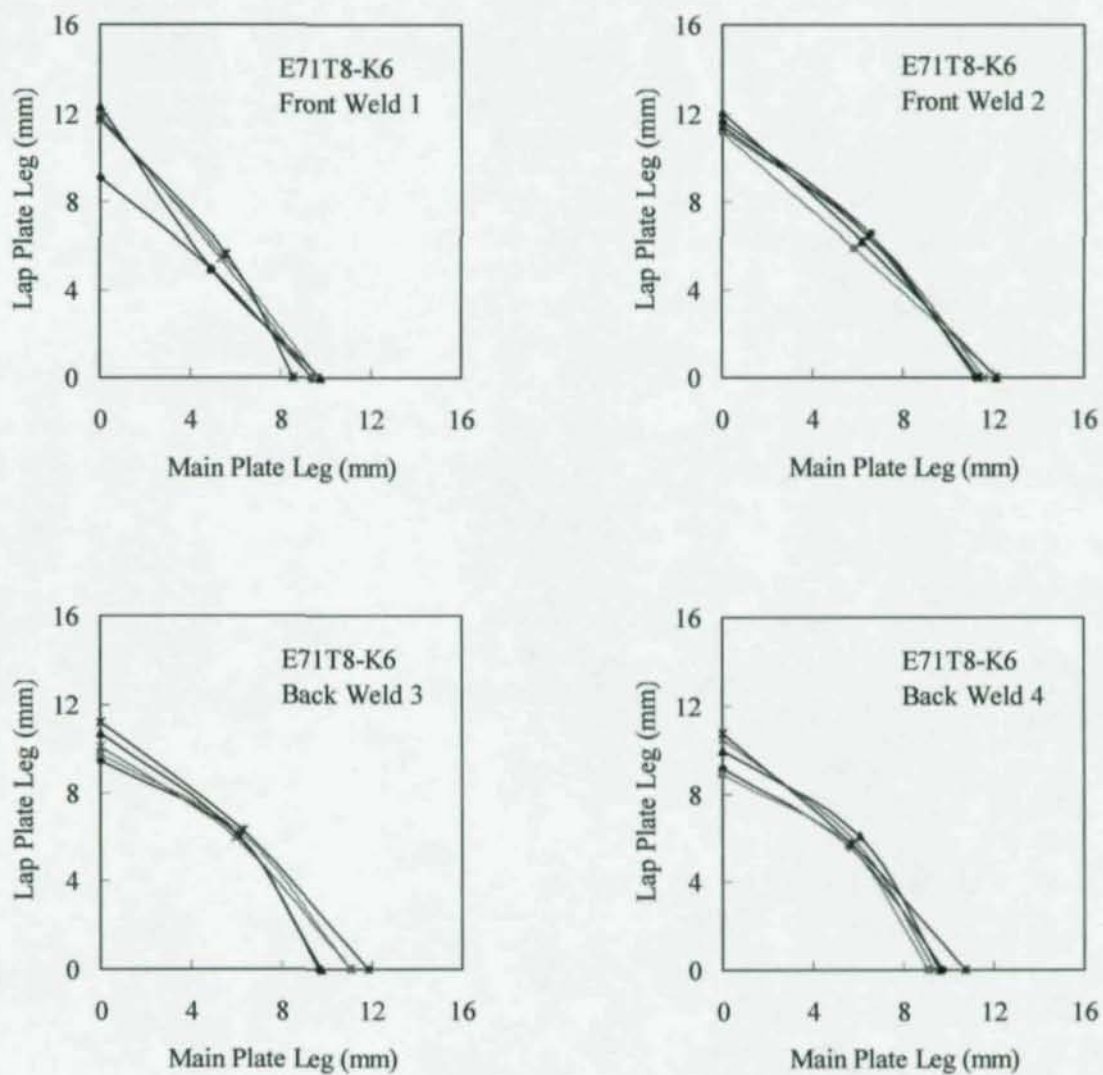 16
12
8
4
0
Lap Plate Leg (mm)
E71T8-K6
Front Weld 1
0 4 8 12 16
Main Plate Leg (mm)
16
12
8
4
0
Lap Plate Leg (mm)
E71T8-K6
Front Weld 2
0 4 8 12 16
Main Plate Leg (mm)
16
12
8
4
0
Lap Plate Leg (mm)
E71T8-K6
Back Weld 3
0 4 8 12 16
Main Plate Leg (mm)
16
12
8
4
0
Lap Plate Leg (mm)
E71T8-K6
Back Weld 4
0 4 8 12 16
Main Plate Leg (mm)